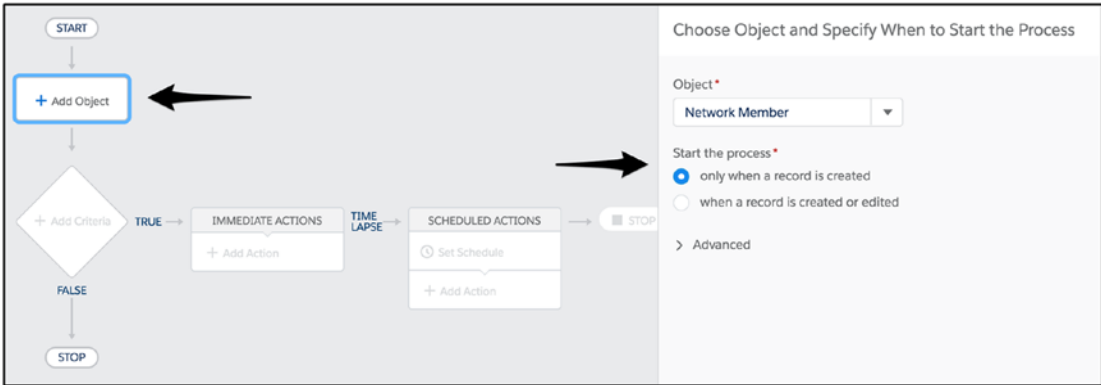 START
+ Add Object
+ Add Criteria
TRUE
IMMEDIATE ACTIONS
+ Add Action
TIME
LAPSE
SCHEDULED ACTIONS
Set Schedule
+ Add Action
STOP
FALSE
STOP
Choose Object and Specify When to Start the Process
Object*
Network Member
Start the process*
only when a record is created
when a record is created or edited
> Advanced